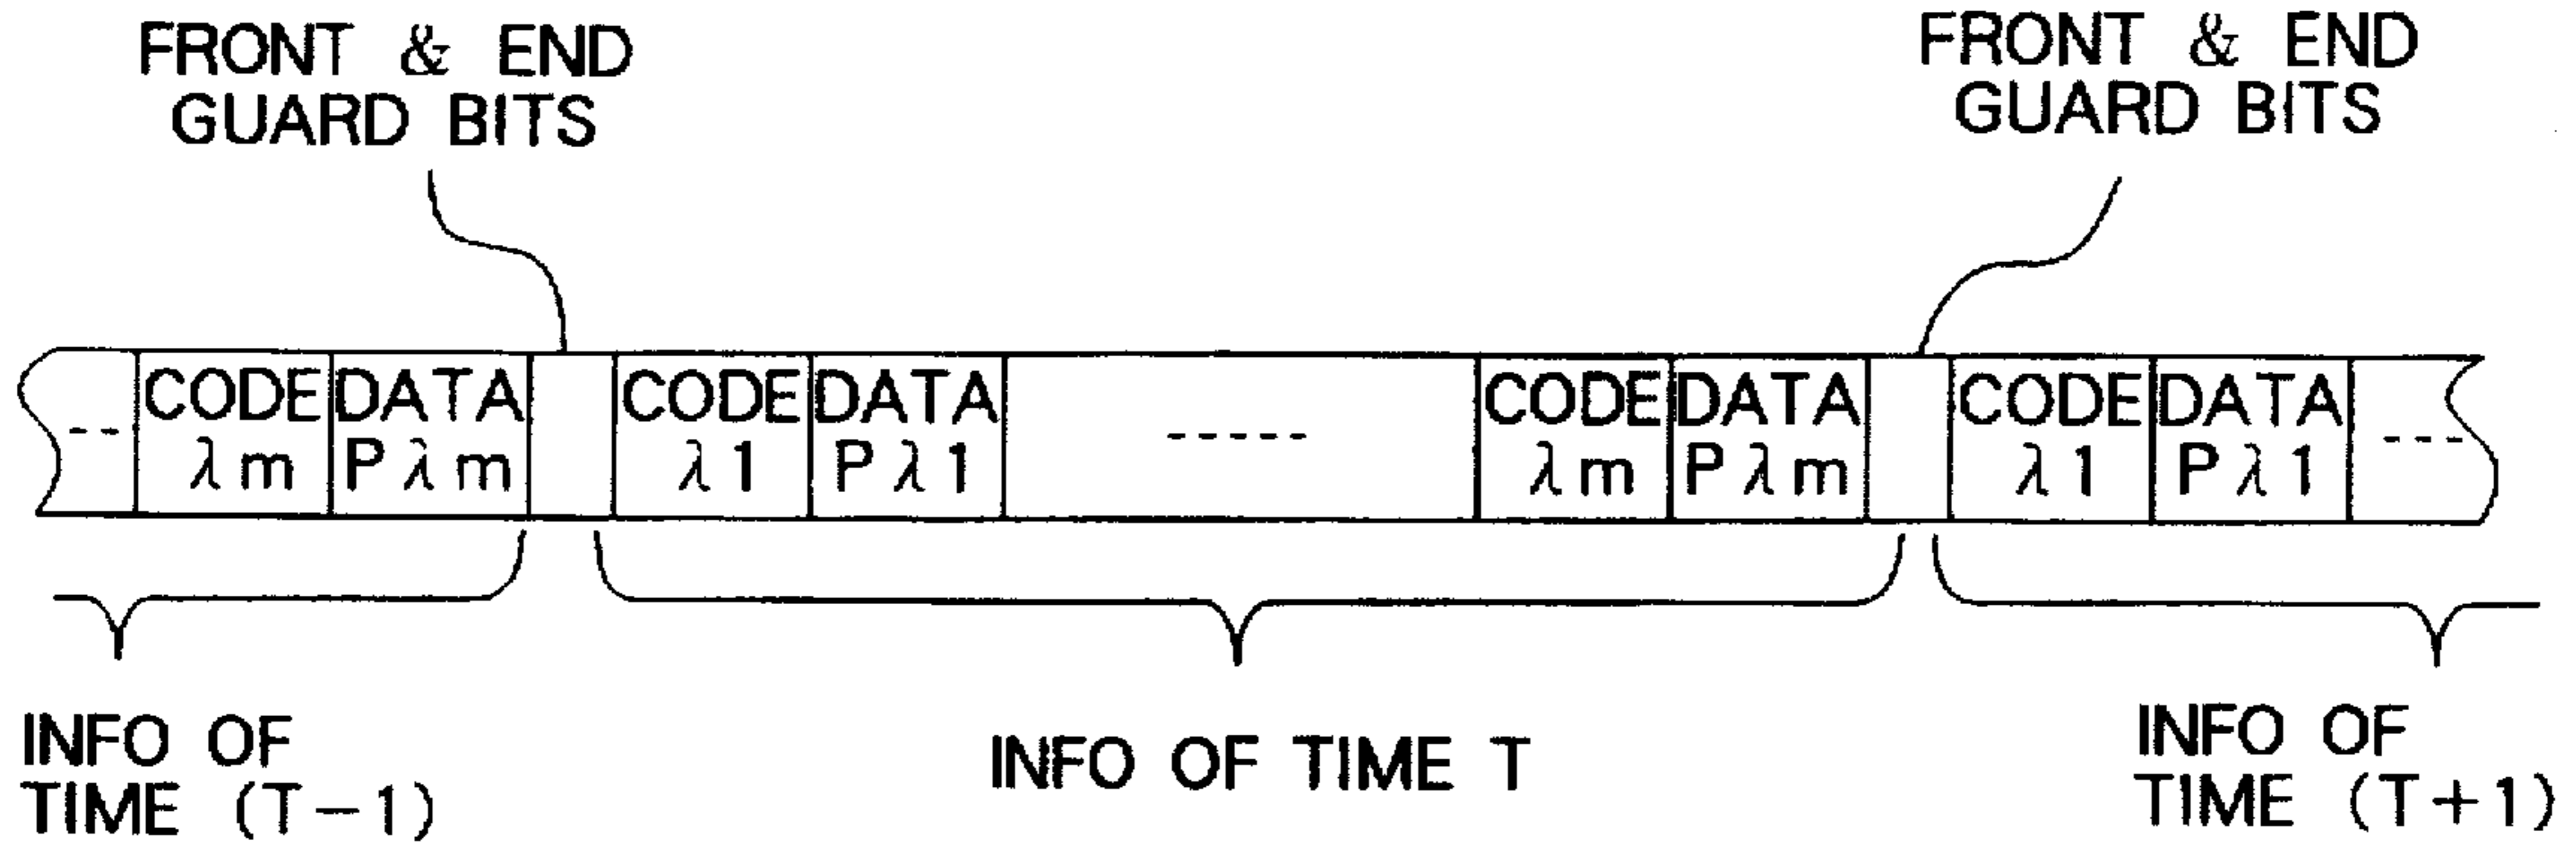 FRONT & END
GUARD BITS
FRONT & END
GUARD BITS
-- CODE DATA CODE DATA ----- CODE DATA CODE DATA ---
λm Pλm λ1 Pλ1 λm Pλm λ1 Pλ1
INFO OF
TIME (T-1)
INFO OF TIME T
INFO OF
TIME (T+1)